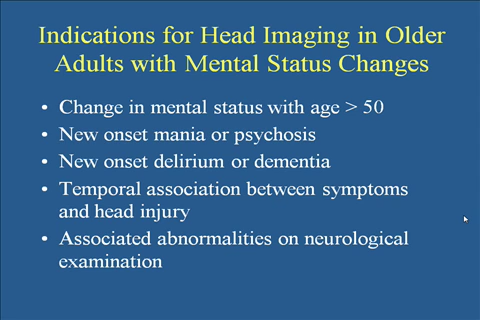 Indications for Head Imaging in Older
Adults with Mental Status Changes
• Change in mental status with age > 50
• New onset mania or psychosis
• New onset delirium or dementia
• Temporal association between symptoms
and head injury
• Associated abnormalities on neurological
examination